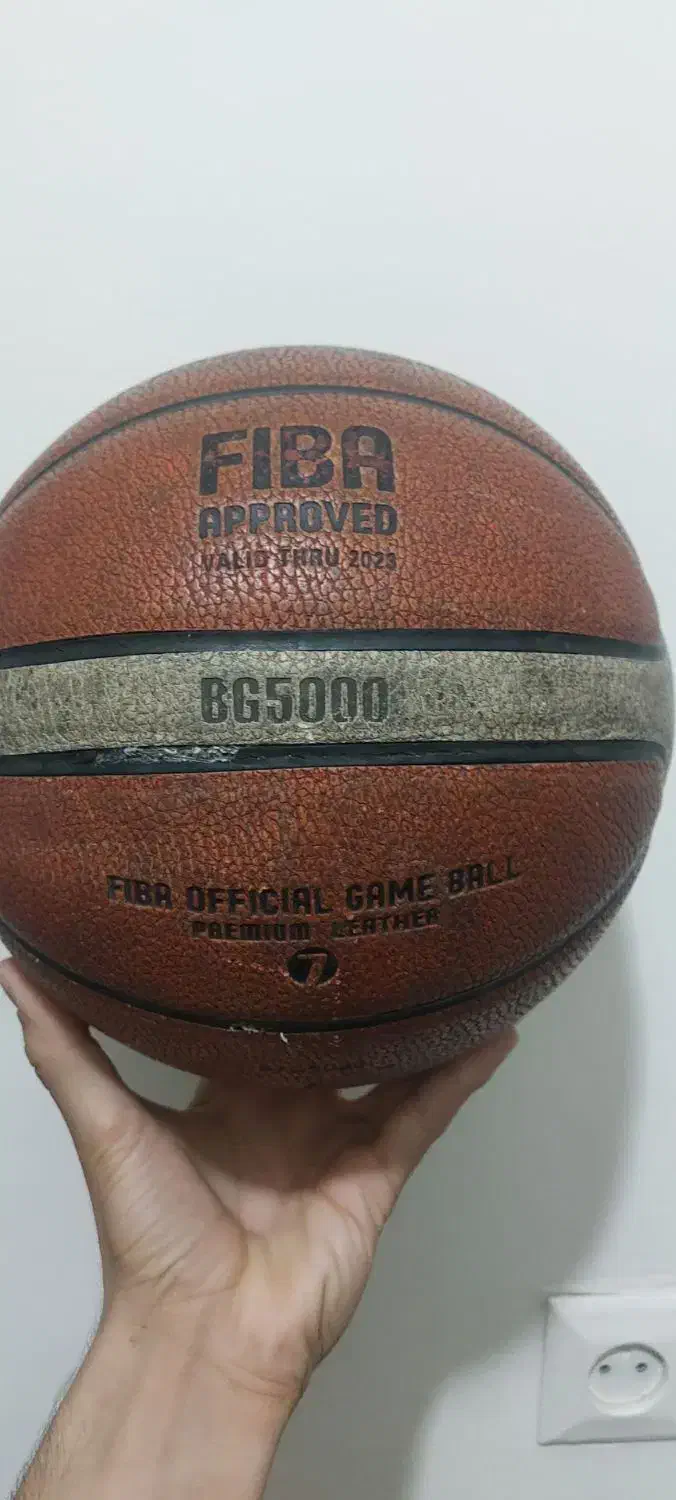 FIBA
APPROVED
VALID THRU 2023
BG5000
FIBA OFFICIAL GAME BALL
PREMIUM LEATHER
7